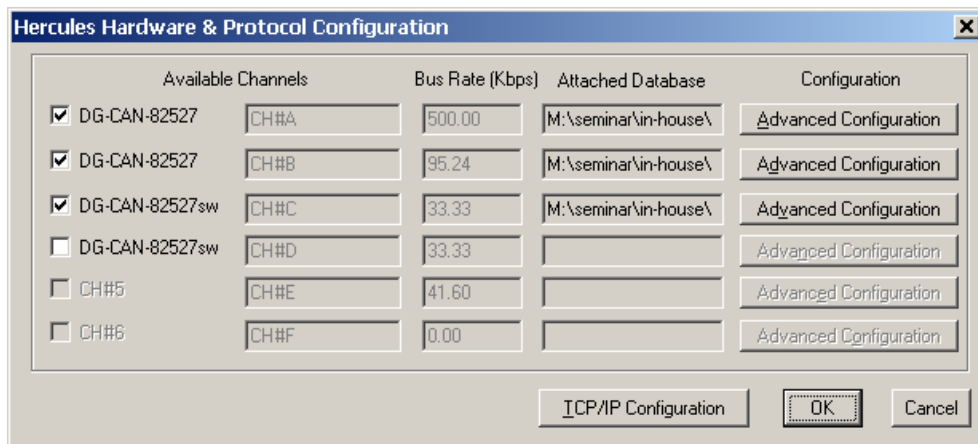 Hercules Hardware & Protocol Configuration
Available Channels Bus Rate (Kbps) Attached Database Configuration
DG-CAN-82527 CH#A 500.00 M:\seminar\in-house\ Advanced Configuration
DG-CAN-82527 CH#B 95.24 M:\seminar\in-house\ Advanced Configuration
DG-CAN-82527sw CH#C 33.33 M:\seminar\in-house\ Advanced Configuration
DG-CAN-82527sw CH#D 33.33 Advanced Configuration
CH#5 CH#E 41.60 Advanced Configuration
CH#6 CH#F 0.00 Advanced Configuration
TCP/IP Configuration OK Cancel